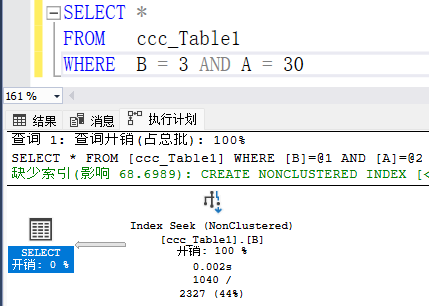 SELECT *
FROM ccc_Table1
WHERE B = 3 AND A = 30
161 %
结果 消息 执行计划
查询 1: 查询开销(占总批): 100%
SELECT * FROM [ccc_Table1] WHERE [B]=@1 AND [A]=@2
缺少索引(影响 68.6989): CREATE NONCLUSTERED INDEX [<
SELECT
开销: 0 %
Index Seek (NonClustered)
[ccc_Table1].[B]
开销: 100 %
0.002s
1040 /
2327 (44%)